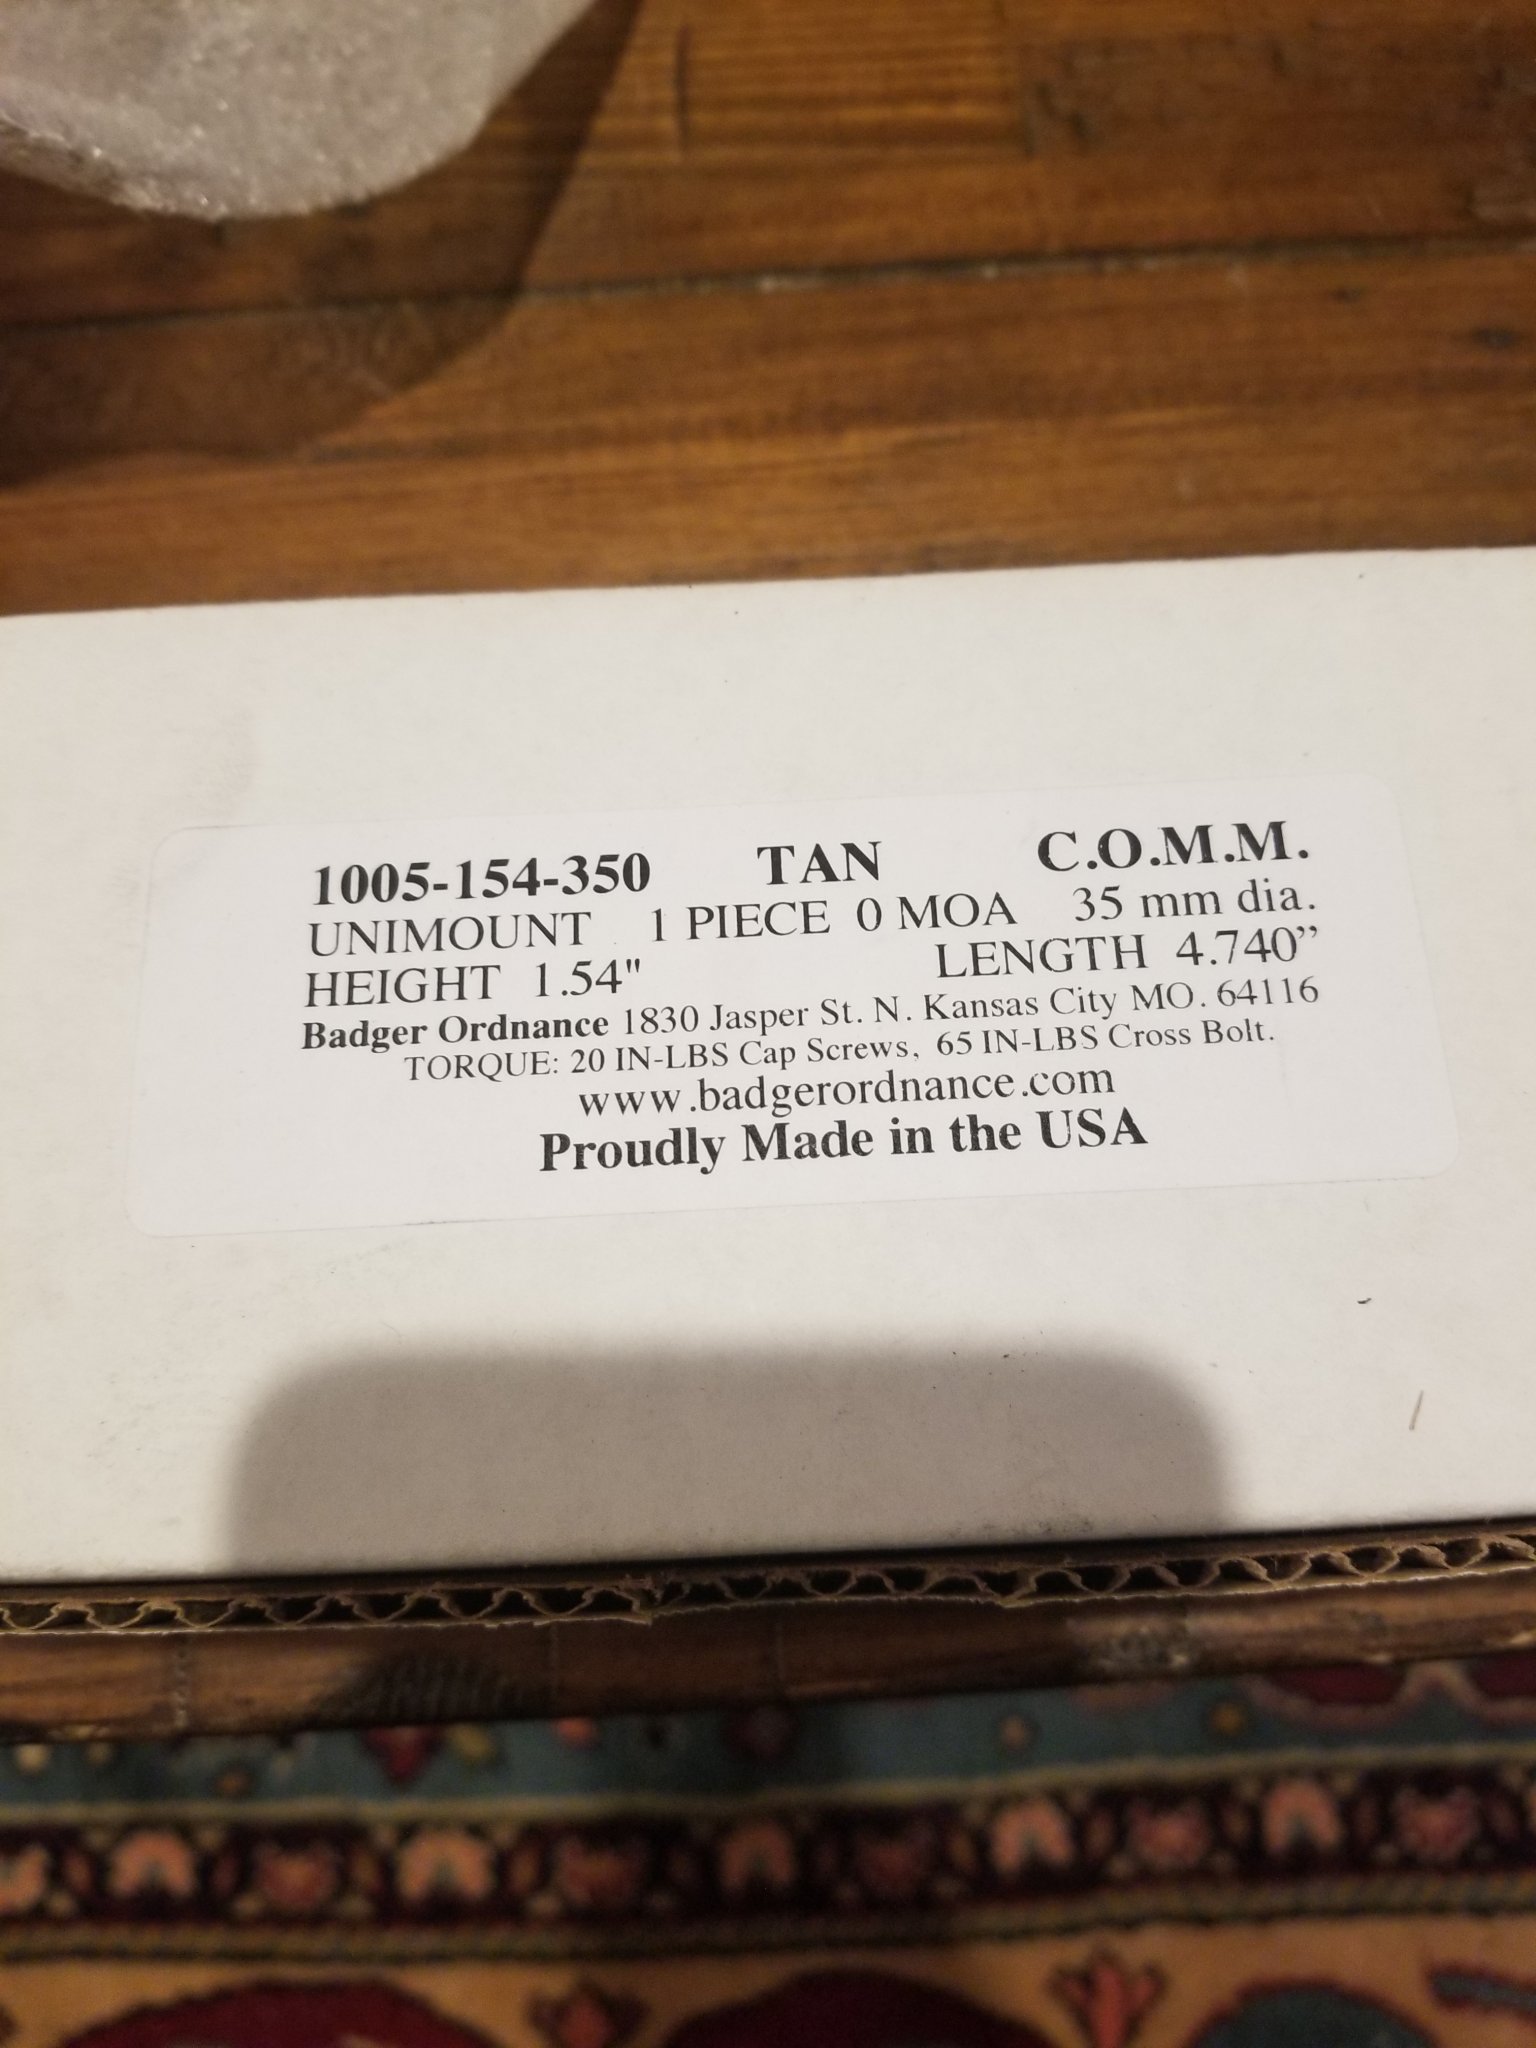 1005-154-350 TAN C.O.M.M.
UNIMOUNT 1 PIECE 0 MOA 35 mm dia.
HEIGHT 1.54" LENGTH 4.740”
Badger Ordnance 1830 Jasper St. N. Kansas City MO. 64116
TORQUE: 20 IN-LBS Cap Screws, 65 IN-LBS Cross Bolt.
www.badgerordnance.com
Proudly Made in the USA